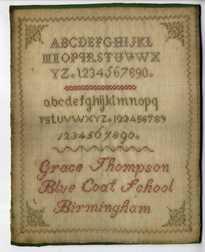 ABCDEFGHIJKL
MNOPQRSTUVWX
YZ.1234567890.
abcdefghijklmnopq
rstuvwxyz.123456789
1234567890.
Grace Thompson
Blue Coat School
Birmingham